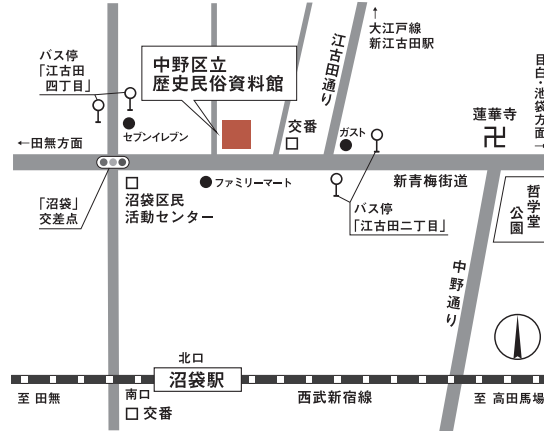 ↑
大江戸線
新江古田駅
バス停
「江古田
四丁目」
中野区立
歴史民俗資料館
江古田通り
目白・池袋方面→
蓮華寺
卍
セブンイレブン
交番
ガスト
←田無方面
ファミリーマート
新青梅街道
「沼袋」
交差点
沼袋区民
活動センター
バス停
「江古田二丁目」
哲学堂
公園
中野通り
北口
沼袋駅
南口
至 田無
西武新宿線
至 高田馬場
交番